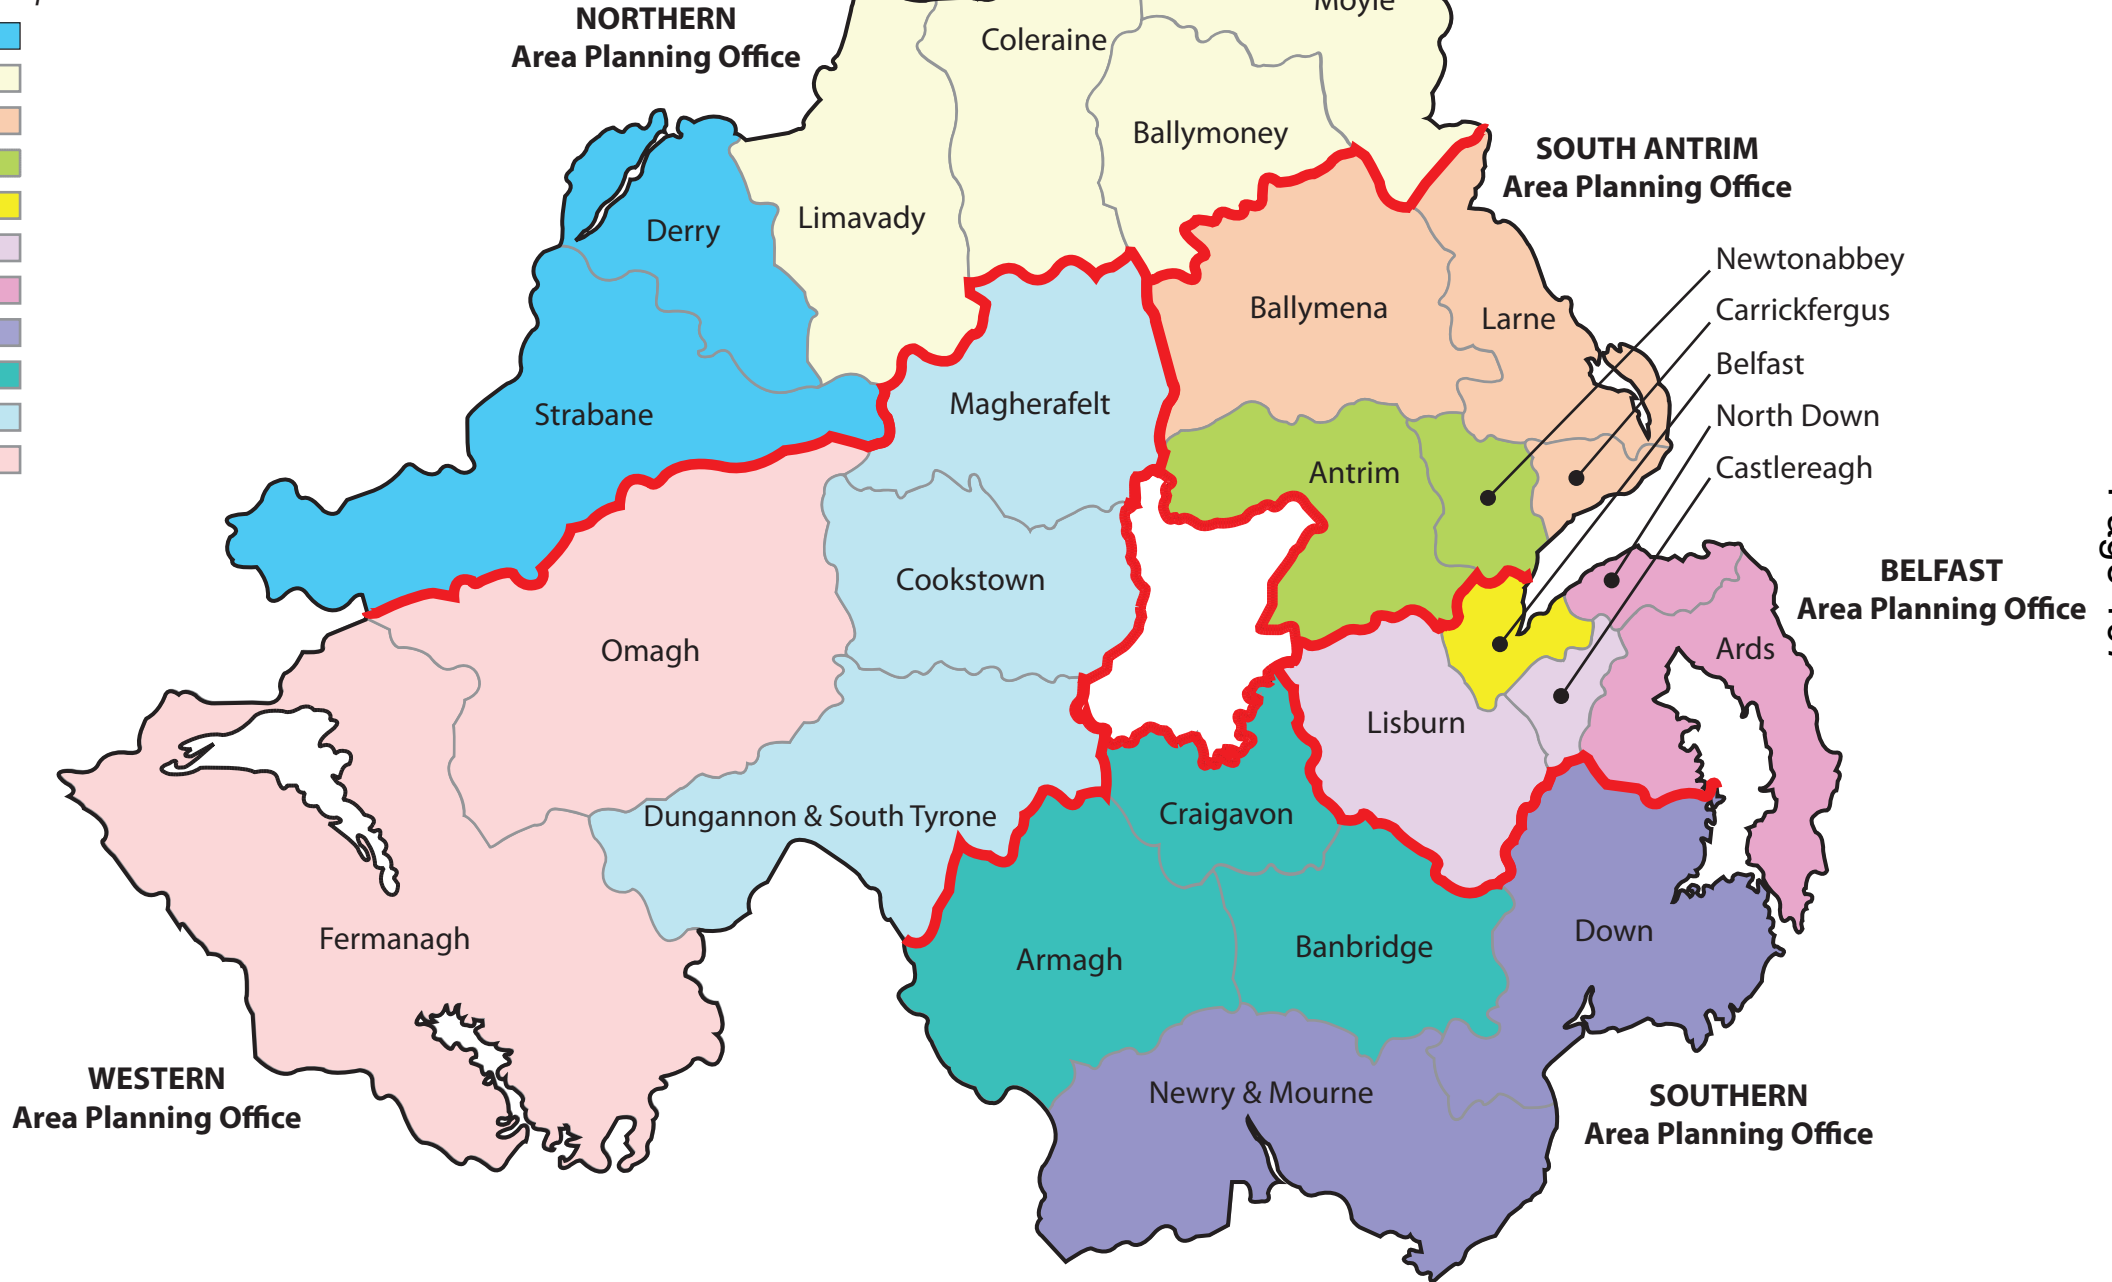 NORTHERN
Area Planning Office
Moyle
Coleraine
Ballymoney
SOUTH ANTRIM
Area Planning Office
Derry
Limavady
Newtonabbey
Carrickfergus
Ballymena
Larne
Belfast
Magherafelt
Strabane
North Down
Castlereagh
Antrim
Cookstown
BELFAST
Area Planning Office
Omagh
Ards
Lisburn
Dungannon & South Tyrone
Craigavon
Fermanagh
Armagh
Banbridge
Down
WESTERN
Area Planning Office
Newry & Mourne
SOUTHERN
Area Planning Office